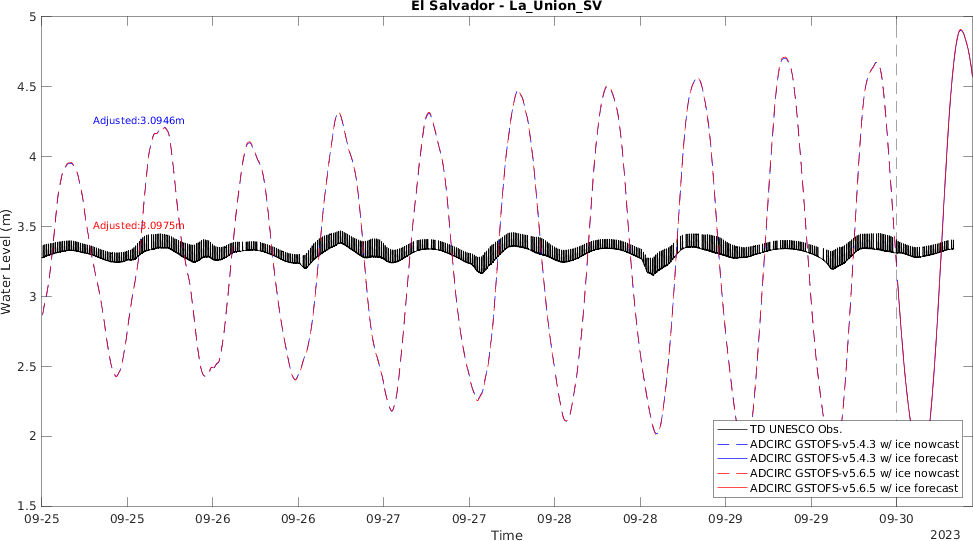 El Salvador - La_Union_SV
5
4.5
4
3.5
3
2.5
2
1.5
Water Level (m)
Adjusted:3.0946m
Adjusted:3.0975m
TD UNESCO Obs.
ADCIRC GSTOFS-v5.4.3 w/ ice nowcast
ADCIRC GSTOFS-v5.4.3 w/ ice forecast
ADCIRC GSTOFS-v5.6.5 w/ ice nowcast
ADCIRC GSTOFS-v5.6.5 w/ ice forecast
09-25 09-25 09-26 09-26 09-27 09-27 09-28 09-28 09-29 09-29 09-30
Time
2023